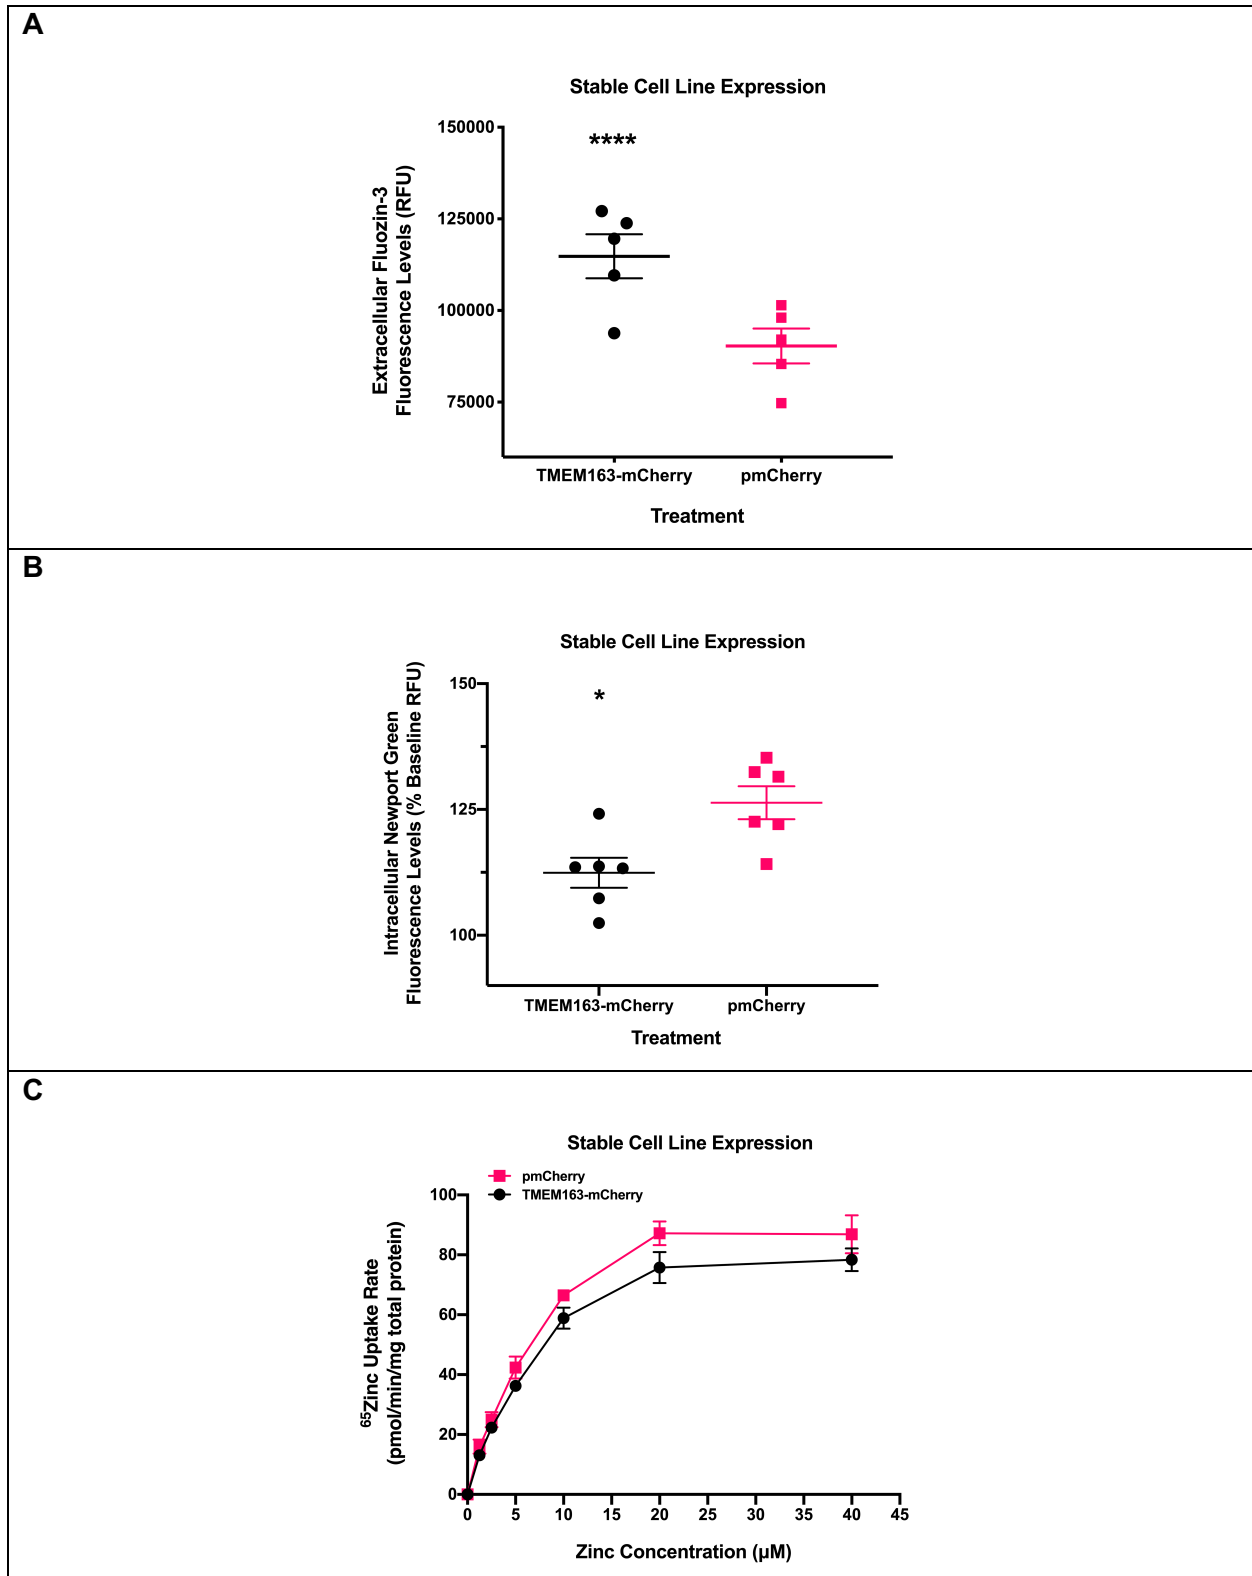 A
Stable Cell Line Expression
Extracellular Fluozin-3
Fluorescence Levels (RFU)
150000
125000
100000
75000
****
TMEM163-mCherry
pmCherry
Treatment
B
Stable Cell Line Expression
Intracellular Newport Green
Fluorescence Levels (% Baseline RFU)
150
125
100
*
TMEM163-mCherry
pmCherry
Treatment
C
Stable Cell Line Expression
pmCherry
TMEM163-mCherry
⁶⁵Zinc Uptake Rate
(pmol/min/mg total protein)
100
80
60
40
20
0
0 5 10 15 20 25 30 35 40 45
Zinc Concentration (µM)